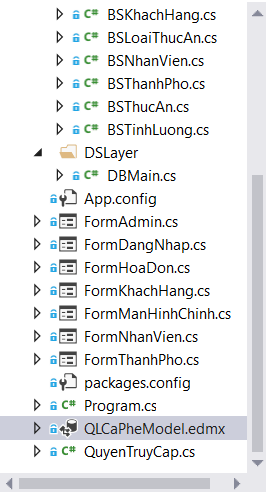 C# BSKhachHang.cs
C# BSLoaiThucAn.cs
C# BSNhanVien.cs
C# BSThanhPho.cs
C# BSThucAn.cs
C# BSTinhLuong.cs
DSLayer
C# DBMain.cs
App.config
FormAdmin.cs
FormDangNhap.cs
FormHoaDon.cs
FormKhachHang.cs
FormManHinhChinh.cs
FormNhanVien.cs
FormThanhPho.cs
packages.config
C# Program.cs
QLCaPheModel.edmx
C# QuyenTruyCap.cs